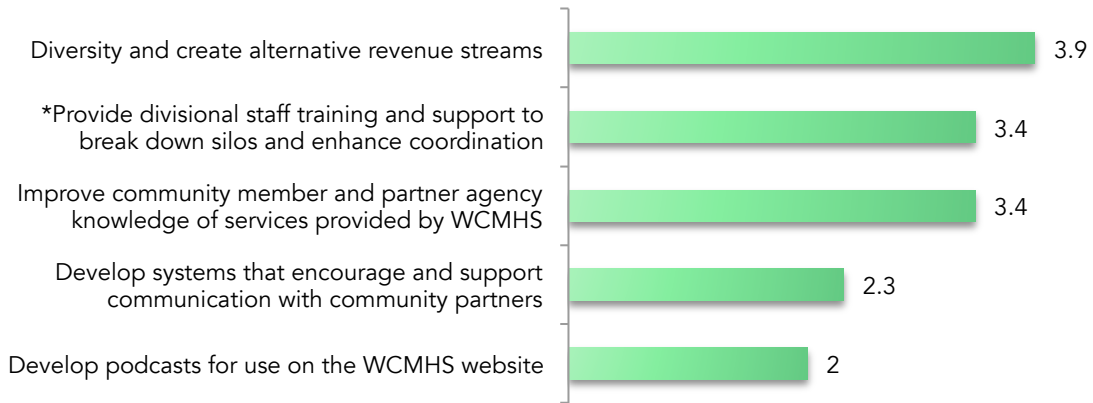 Diversity and create alternative revenue streams
3.9
*Provide divisional staff training and support to
break down silos and enhance coordination
3.4
Improve community member and partner agency
knowledge of services provided by WCMHS
3.4
Develop systems that encourage and support
communication with community partners
2.3
Develop podcasts for use on the WCMHS website
2